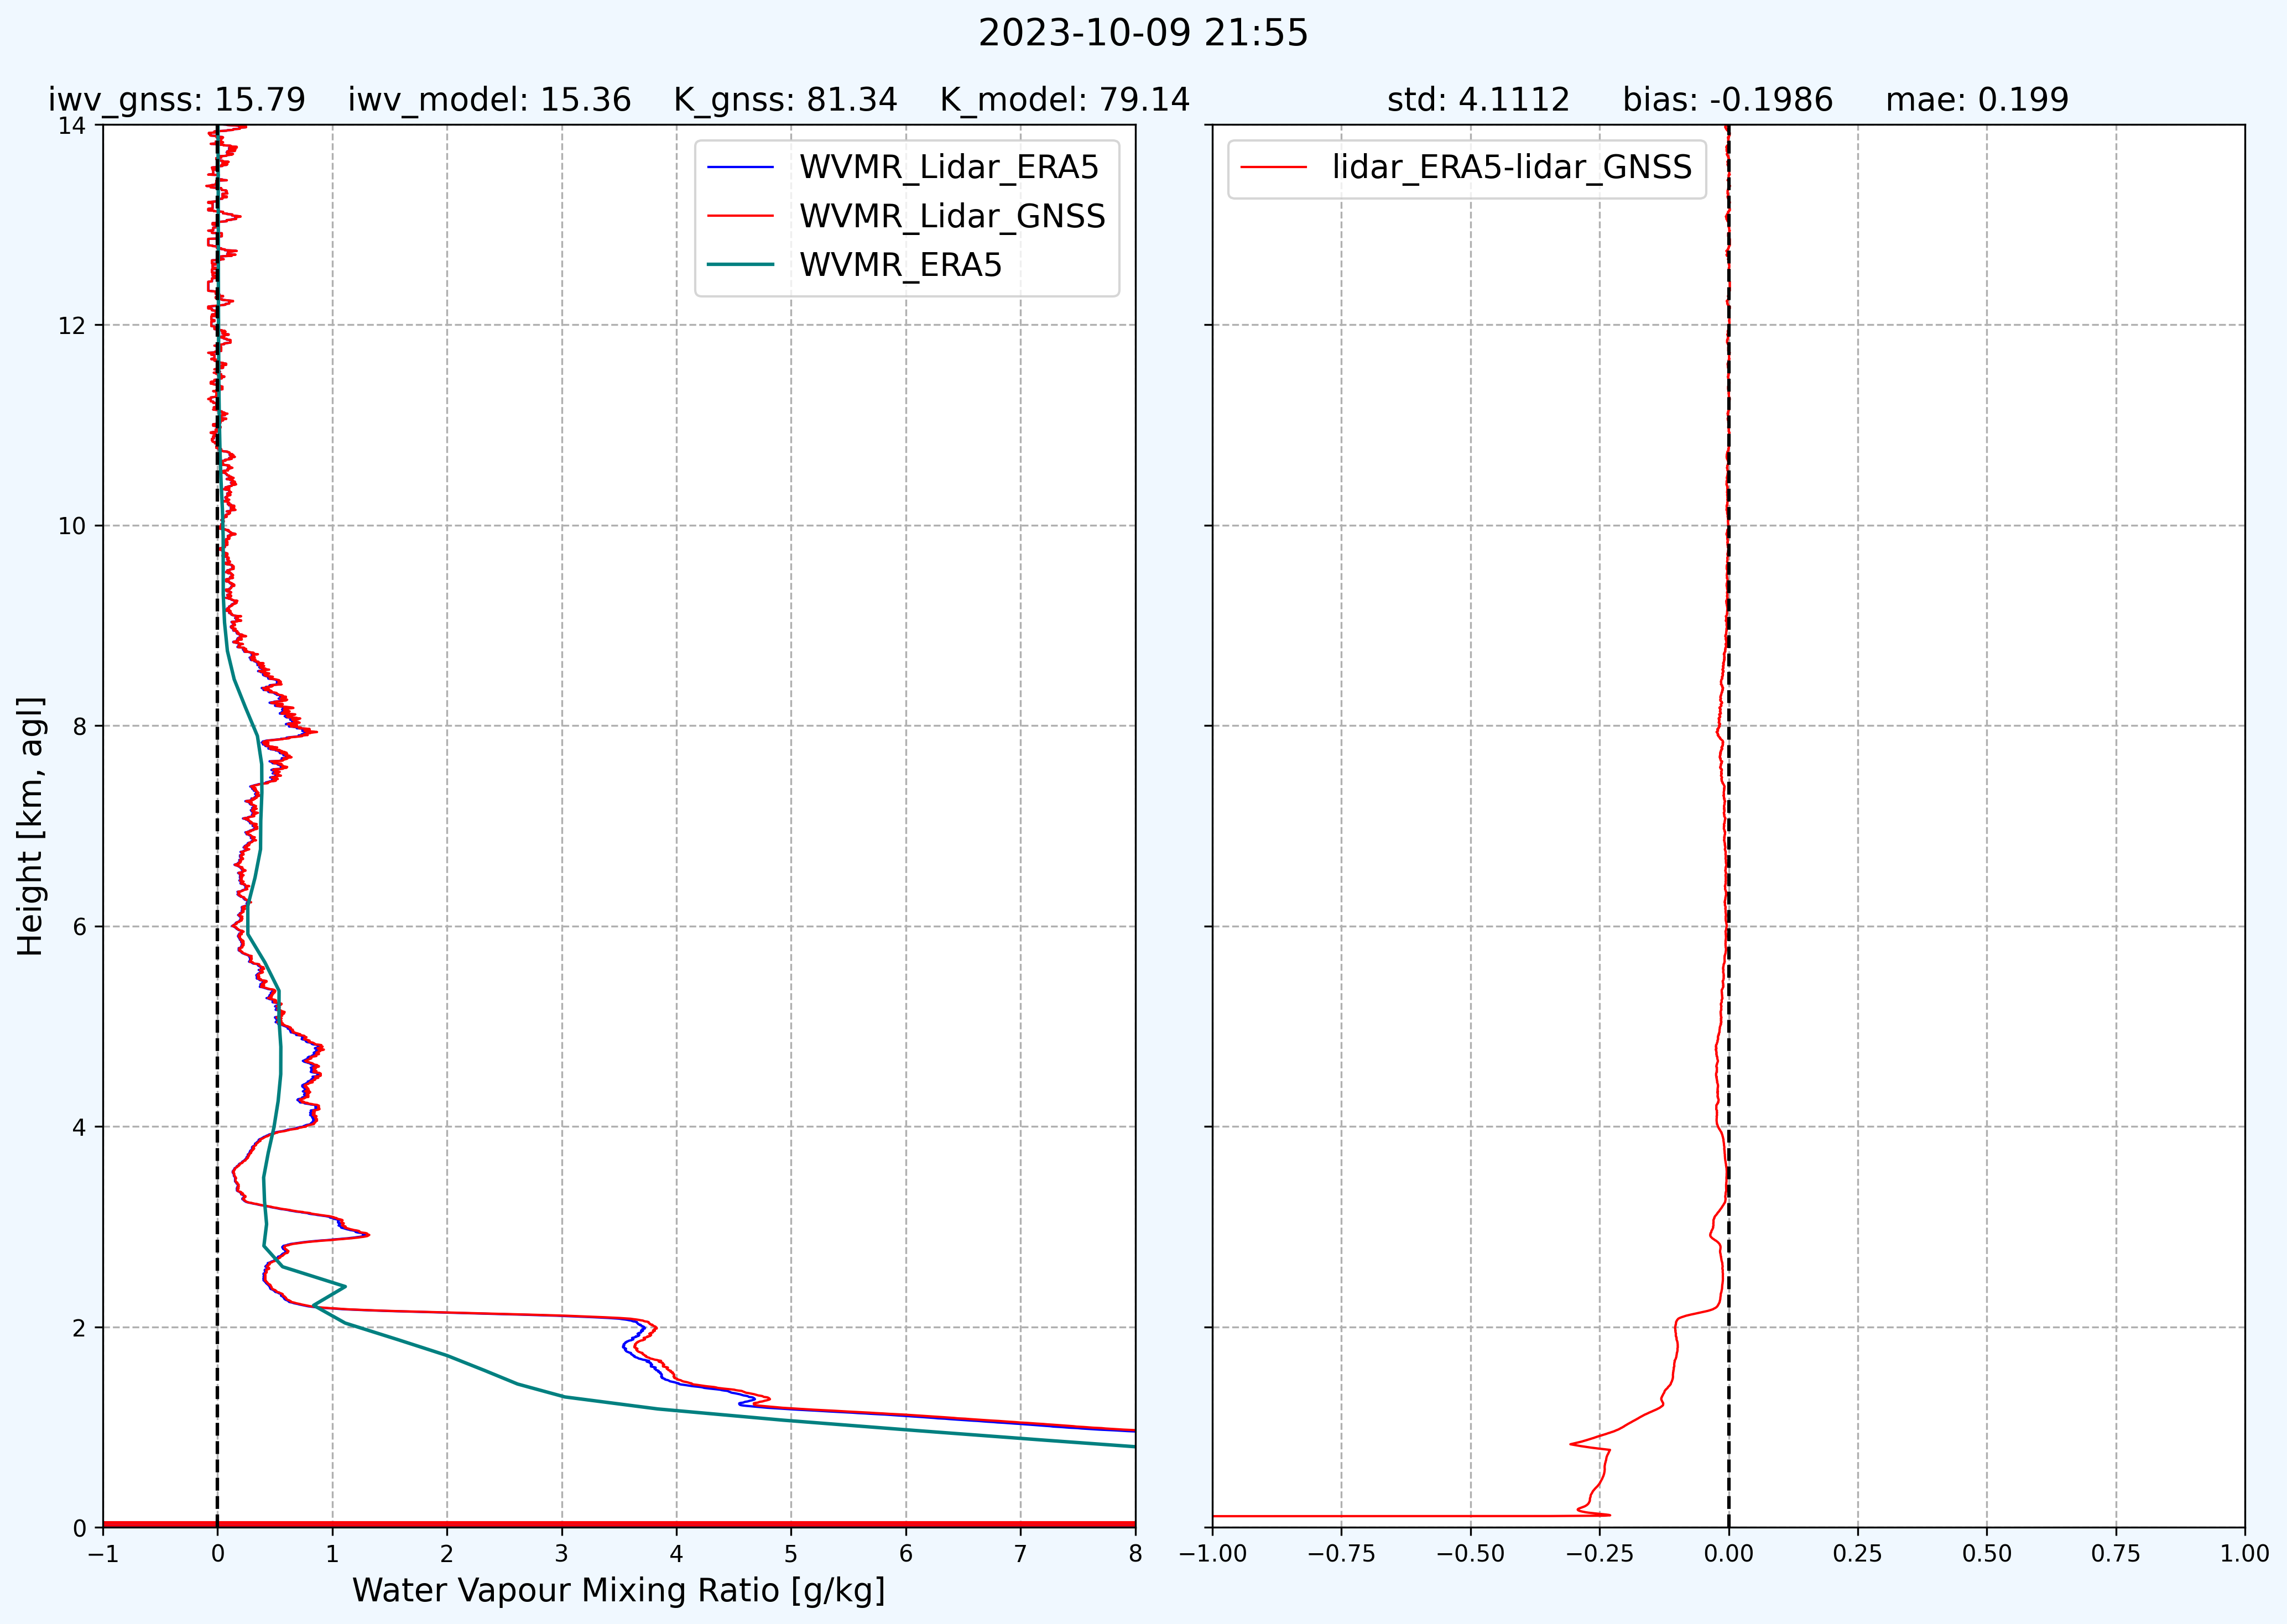 2023-10-09 21:55
iwv_gnss: 15.79 iwv_model: 15.36 K_gnss: 81.34 K_model: 79.14
std: 4.1112 bias: -0.1986 mae: 0.199
WVMR_Lidar_ERA5
WVMR_Lidar_GNSS
WVMR_ERA5
lidar_ERA5-lidar_GNSS
Height [km, agl]
14
12
10
8
6
4
2
0
−1 0 1 2 3 4 5 6 7 8
Water Vapour Mixing Ratio [g/kg]
−1.00 −0.75 −0.50 −0.25 0.00 0.25 0.50 0.75 1.00